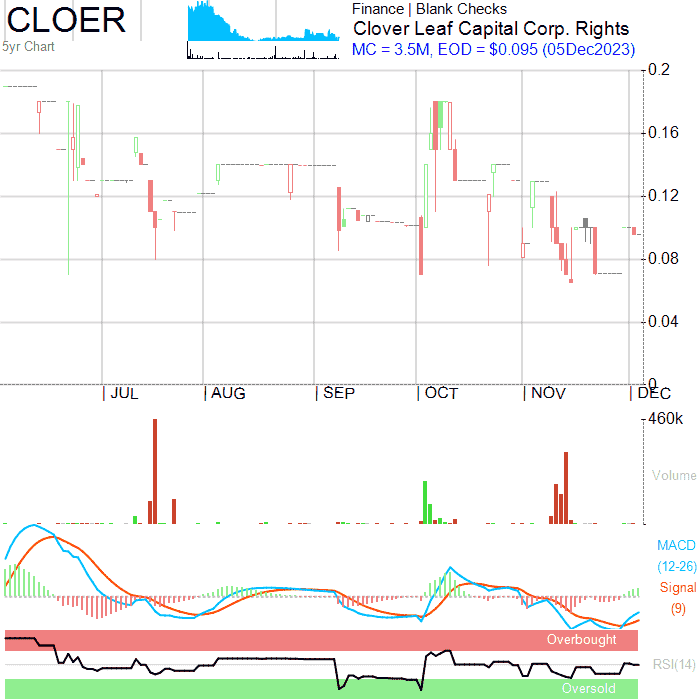 CLOER
5yr Chart
Finance | Blank Checks
Clover Leaf Capital Corp. Rights
MC = 3.5M, EOD = $0.095 (05Dec2023)
0.2
0.16
0.12
0.08
0.04
0
JUL AUG SEP OCT NOV DEC
460k
Volume
MACD
(12-26)
Signal
(9)
Overbought
RSI(14)
Oversold